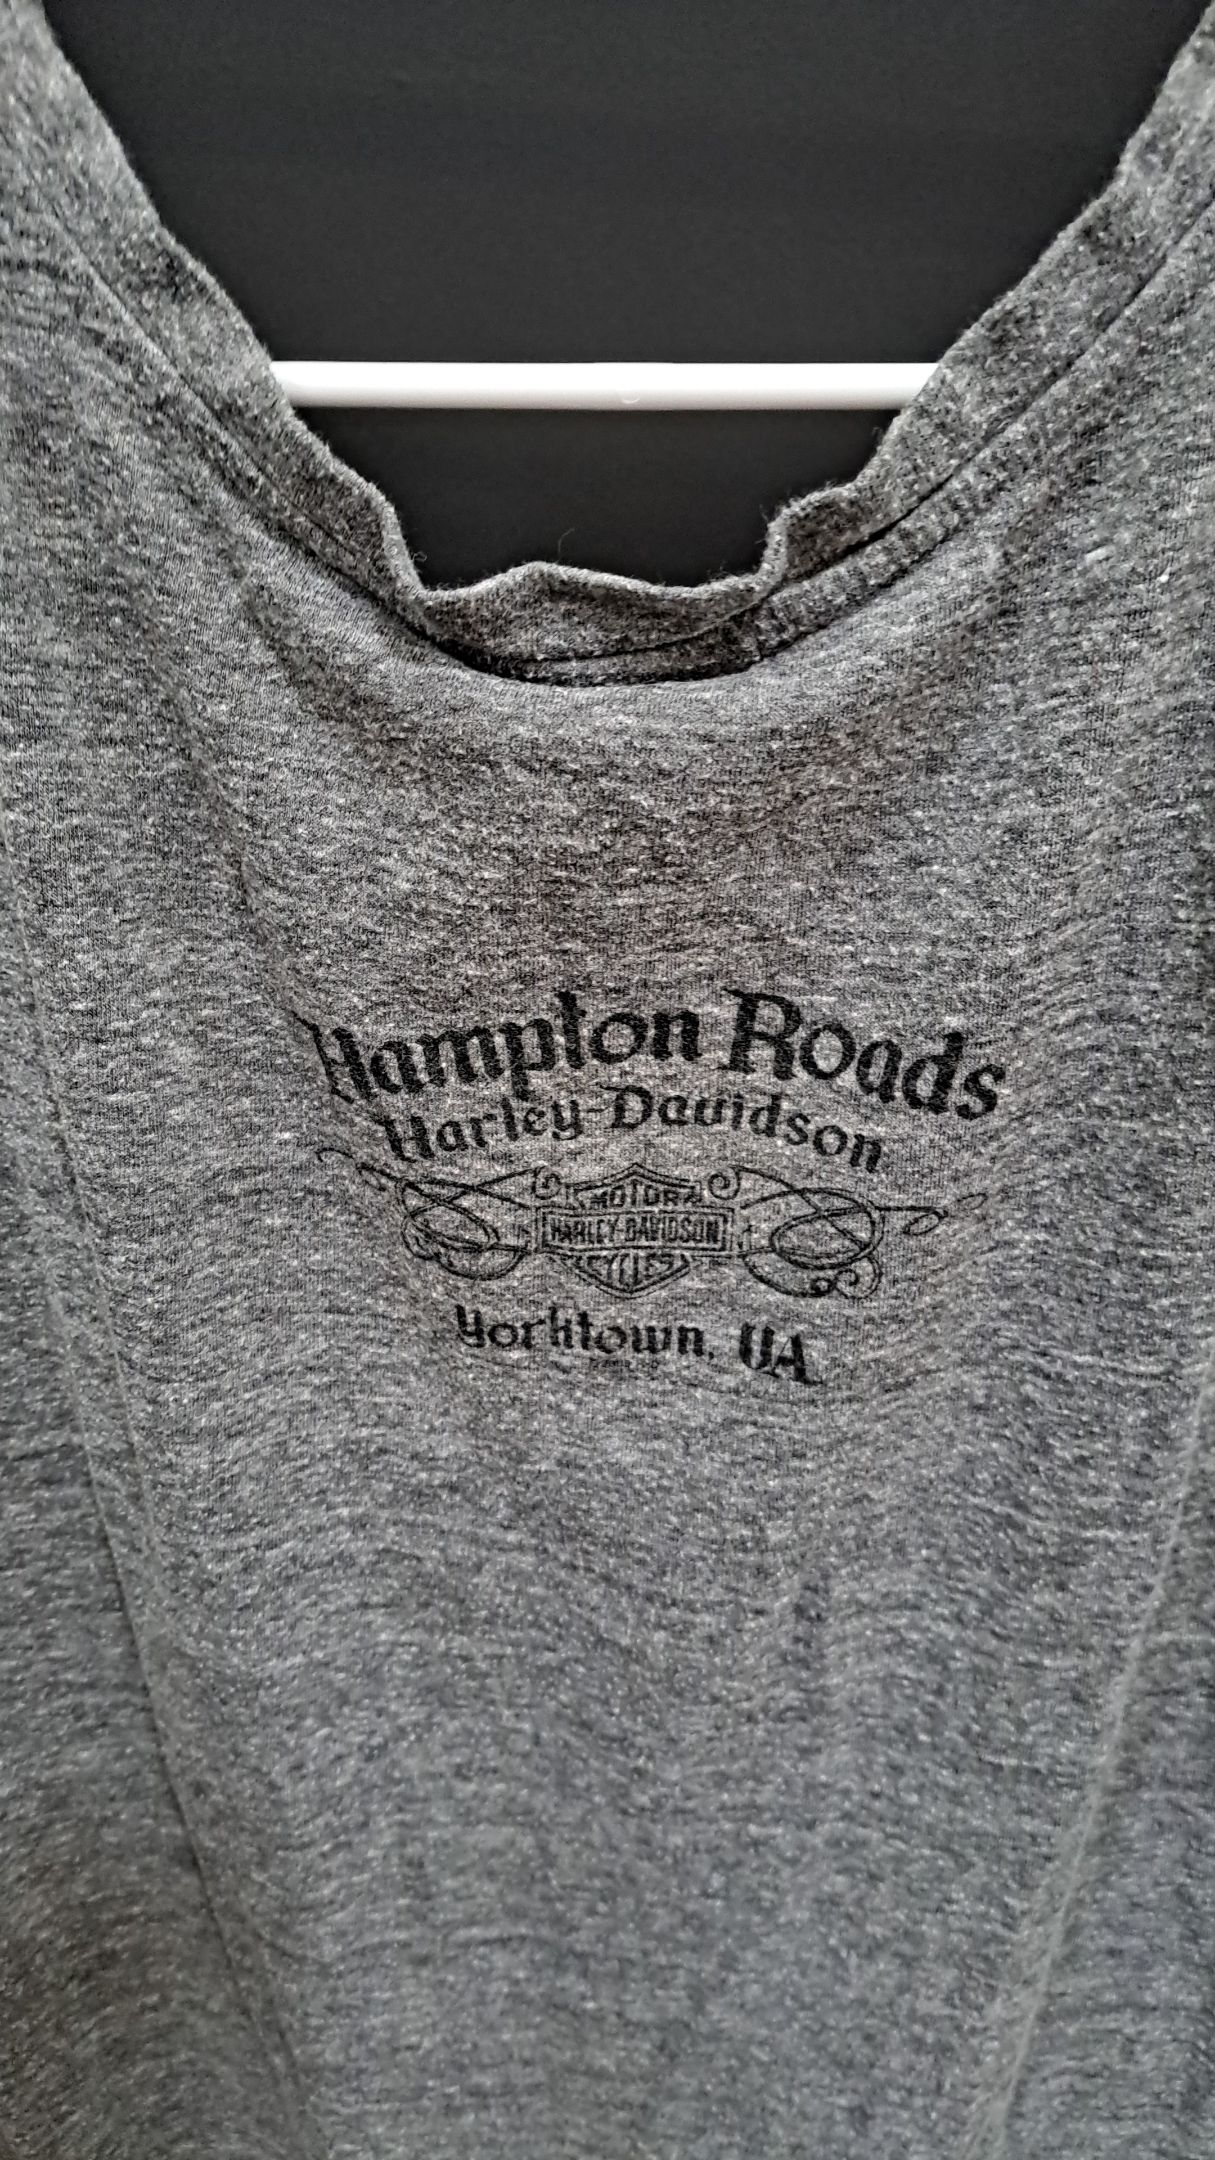 Hampton Roads
Harley-Davidson
MOTOR
HARLEY-DAVIDSON
CYCLES
Yorktown, VA